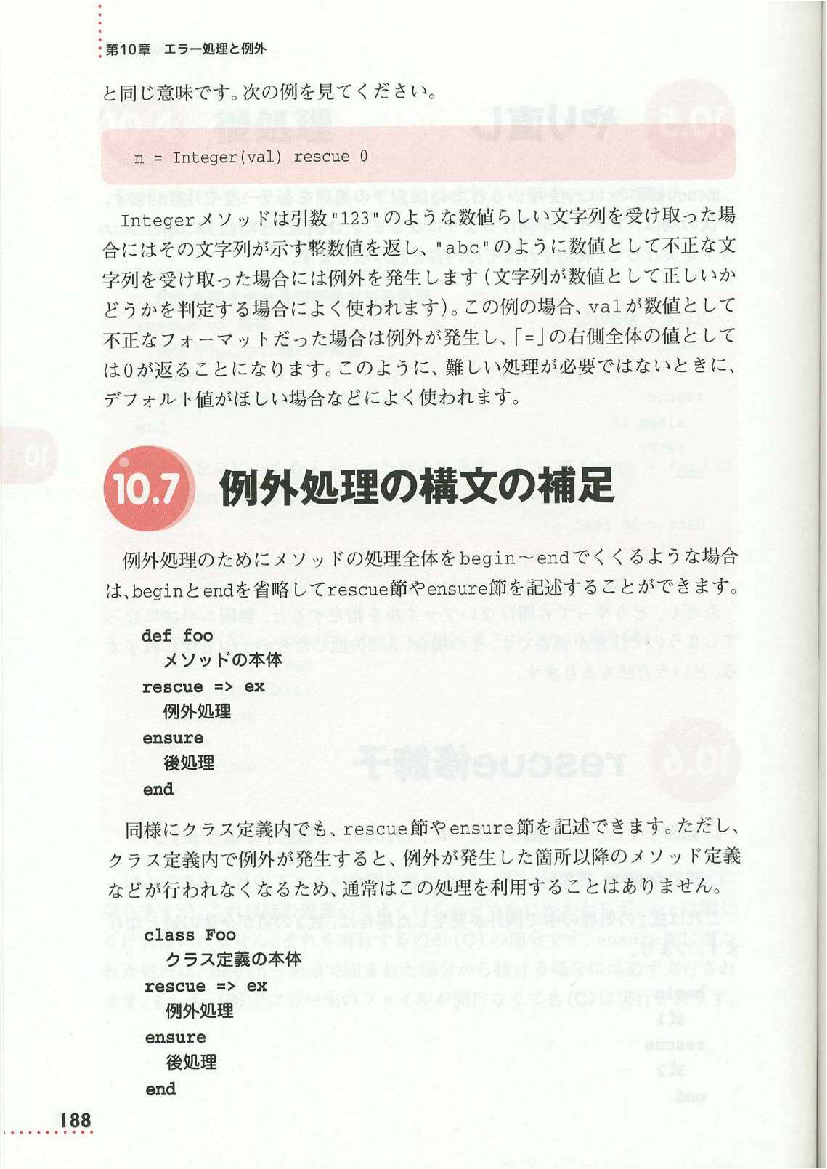 第10章 エラー処理と例外
と同じ意味です。次の例を見てください。
n = Integer(val) rescue 0
Integerメソッドは引数"123"のような数値らしい文字列を受け取った場
合にはその文字列が示す整数値を返し、"abc"のように数値として不正な文
字列を受け取った場合には例外を発生します(文字列が数値として正しいか
どうかを判定する場合によく使われます)。この例の場合、valが数値として
不正なフォーマットだった場合は例外が発生し、「=」の右側全体の値として
は0が返ることになります。このように、難しい処理が必要ではないときに、
デフォルト値がほしい場合などによく使われます。
10.7 例外処理の構文の補足
例外処理のためにメソッドの処理全体をbegin～endでくくるような場合
は、beginとendを省略してrescue節やensure節を記述することができます。
def foo
メソッドの本体
rescue => ex
例外処理
ensure
後処理
end
同様にクラス定義内でも、rescue節やensure節を記述できます。ただし、
クラス定義内で例外が発生すると、例外が発生した箇所以降のメソッド定義
などが行われなくなるため、通常はこの処理を利用することはありません。
class Foo
クラス定義の本体
rescue => ex
例外処理
ensure
後処理
end
188